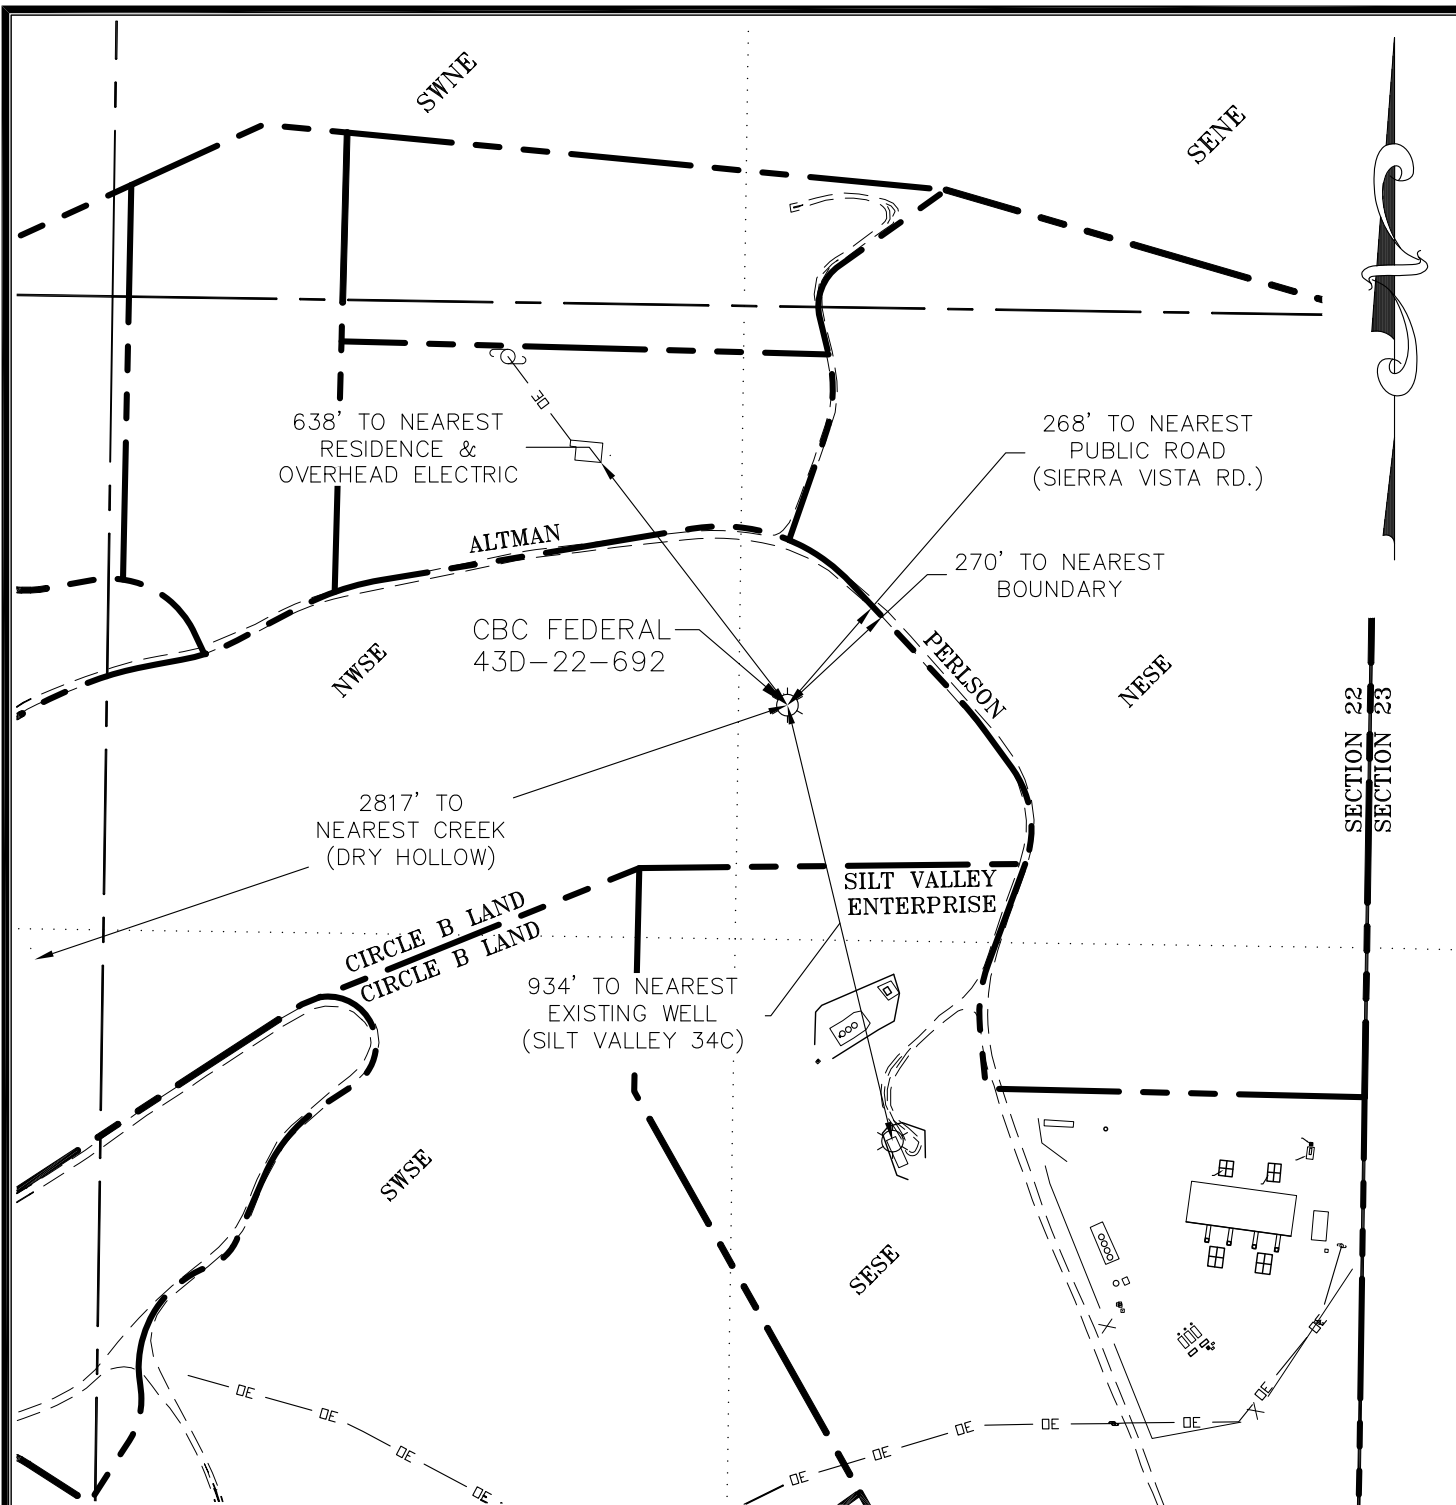 SWNE
SENE
638' TO NEAREST
RESIDENCE &
OVERHEAD ELECTRIC
OE
268' TO NEAREST
PUBLIC ROAD
(SIERRA VISTA RD.)
ALTMAN
270' TO NEAREST
BOUNDARY
CBC FEDERAL
43D-22-692
PERLSON
NWSE
NESE
SECTION 22
SECTION 23
2817' TO
NEAREST CREEK
(DRY HOLLOW)
SILT VALLEY
ENTERPRISE
CIRCLE B LAND
CIRCLE B LAND
934' TO NEAREST
EXISTING WELL
(SILT VALLEY 34C)
SWSE
SESE
X
OE
OE
OE
OE
OE
OE
OE
OE
OE
OE
X